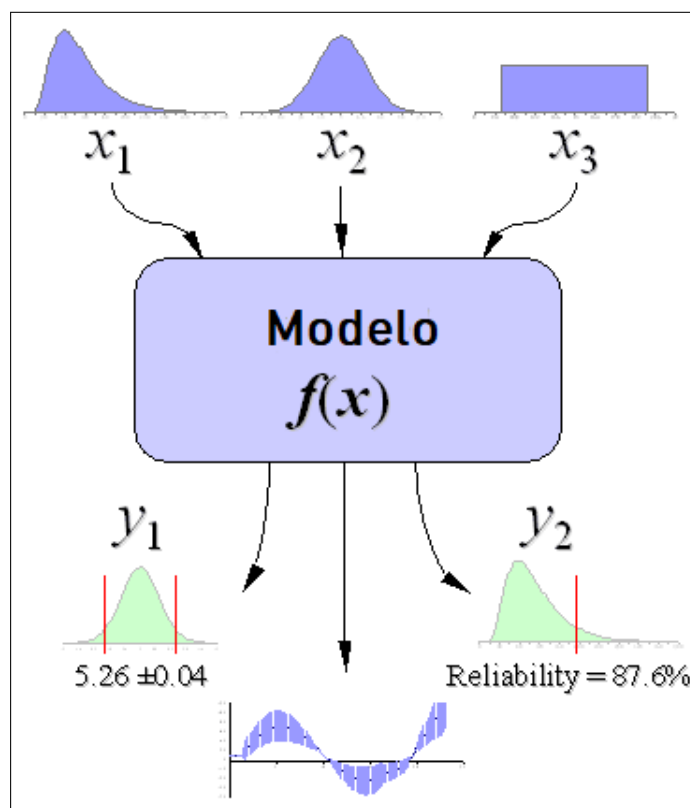 x₁ x₂ x₃
Modelo
f(x)
y₁ y₂
5.26 ±0.04 Reliability = 87.6%